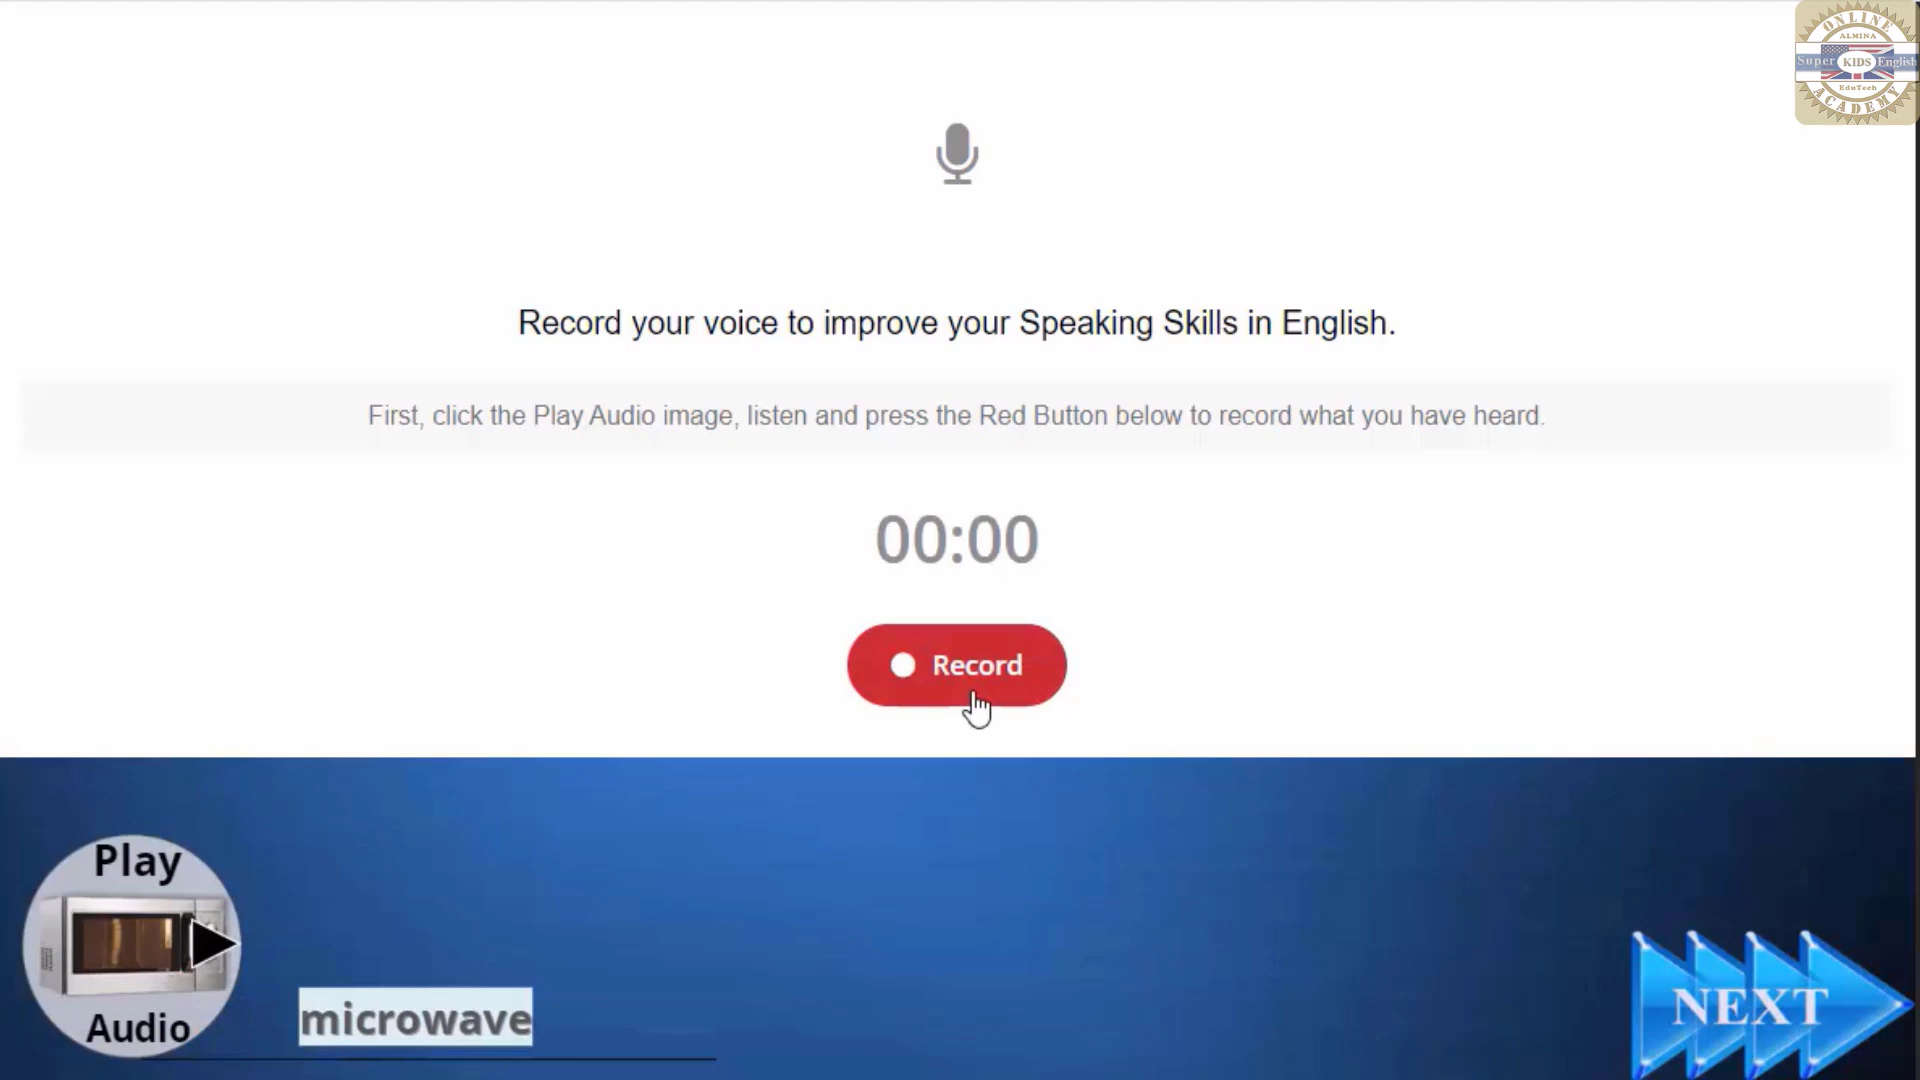 ONLINE
ALMINA
Super KIDS English
EduTech
ACADEMY
Record your voice to improve your Speaking Skills in English.
First, click the Play Audio image, listen and press the Red Button below to record what you have heard.
00:00
Record
Play
Audio
microwave
NEXT